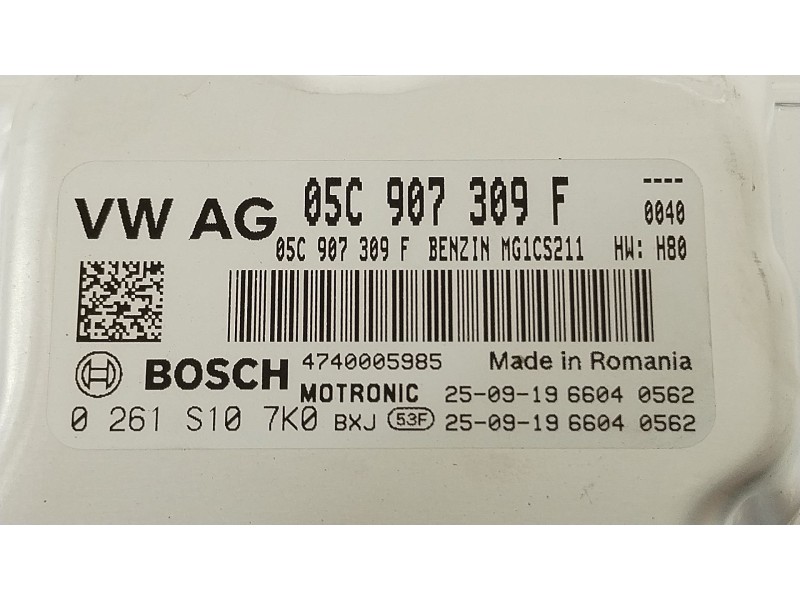 VW AG 05C 907 309 F ----
0040
05C 907 309 F BENZIN MG1CS211 HW: H80
BOSCH 4740005985 Made in Romania
MOTRONIC 25-09-19 6604 0562
0 261 S10 7K0 BXJ 53F 25-09-19 6604 0562